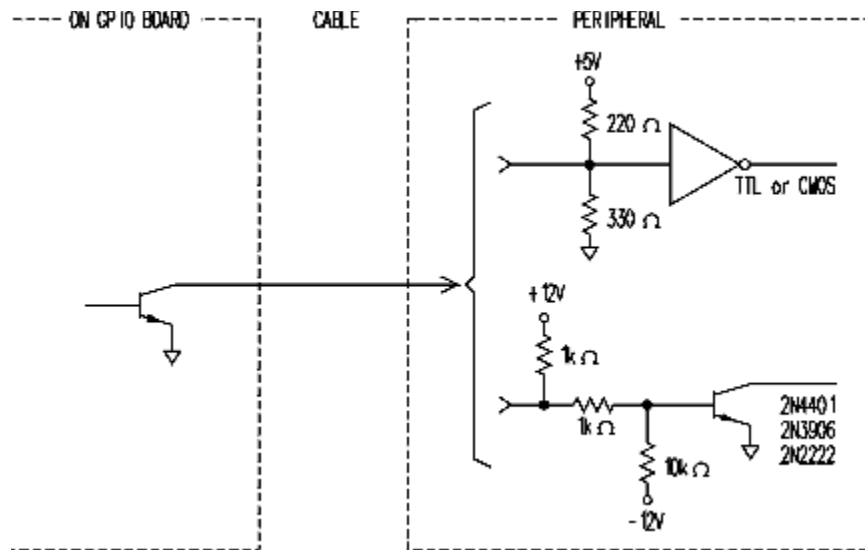 ON GPIO BOARD
CABLE
PERIPHERAL
+5V
220 Ω
TTL or CMOS
330 Ω
+12V
1k Ω
1k Ω
2N4401
2N3906
2N2222
10k Ω
-12V